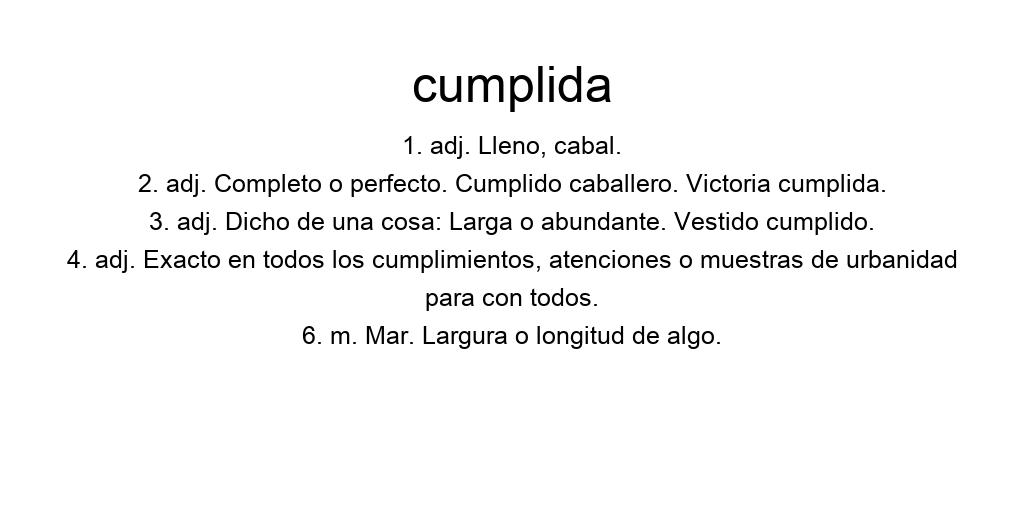 cumplida
1. adj. Lleno, cabal.
2. adj. Completo o perfecto. Cumplido caballero. Victoria cumplida.
3. adj. Dicho de una cosa: Larga o abundante. Vestido cumplido.
4. adj. Exacto en todos los cumplimientos, atenciones o muestras de urbanidad
para con todos.
6. m. Mar. Largura o longitud de algo.